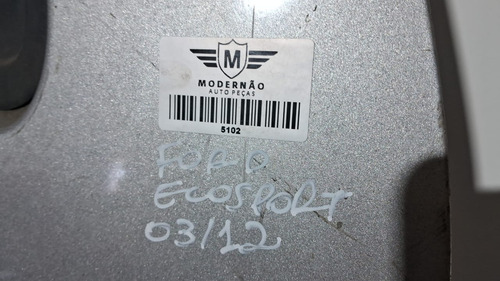 M
MODERNÃO
AUTO PEÇAS
5102
FORD
ECOSPORT
03/12